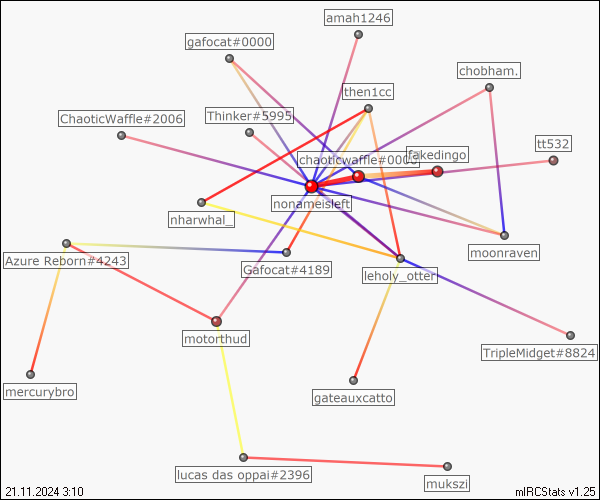 amah1246
gafocat#0000
chobham.
then1cc
ChaoticWaffle#2006
Thinker#5995
tt532
chaoticwaffle#000
fakedingo
nonameisleft
nharwhal_
moonraven
Azure Reborn#4243
Gafocat#4189
leholy_otter
motorthud
TripleMidget#8824
mercurybro
gateauxcatto
lucas das oppai#2396
mukszi
21.11.2024 3:10
mIRCStats v1.25